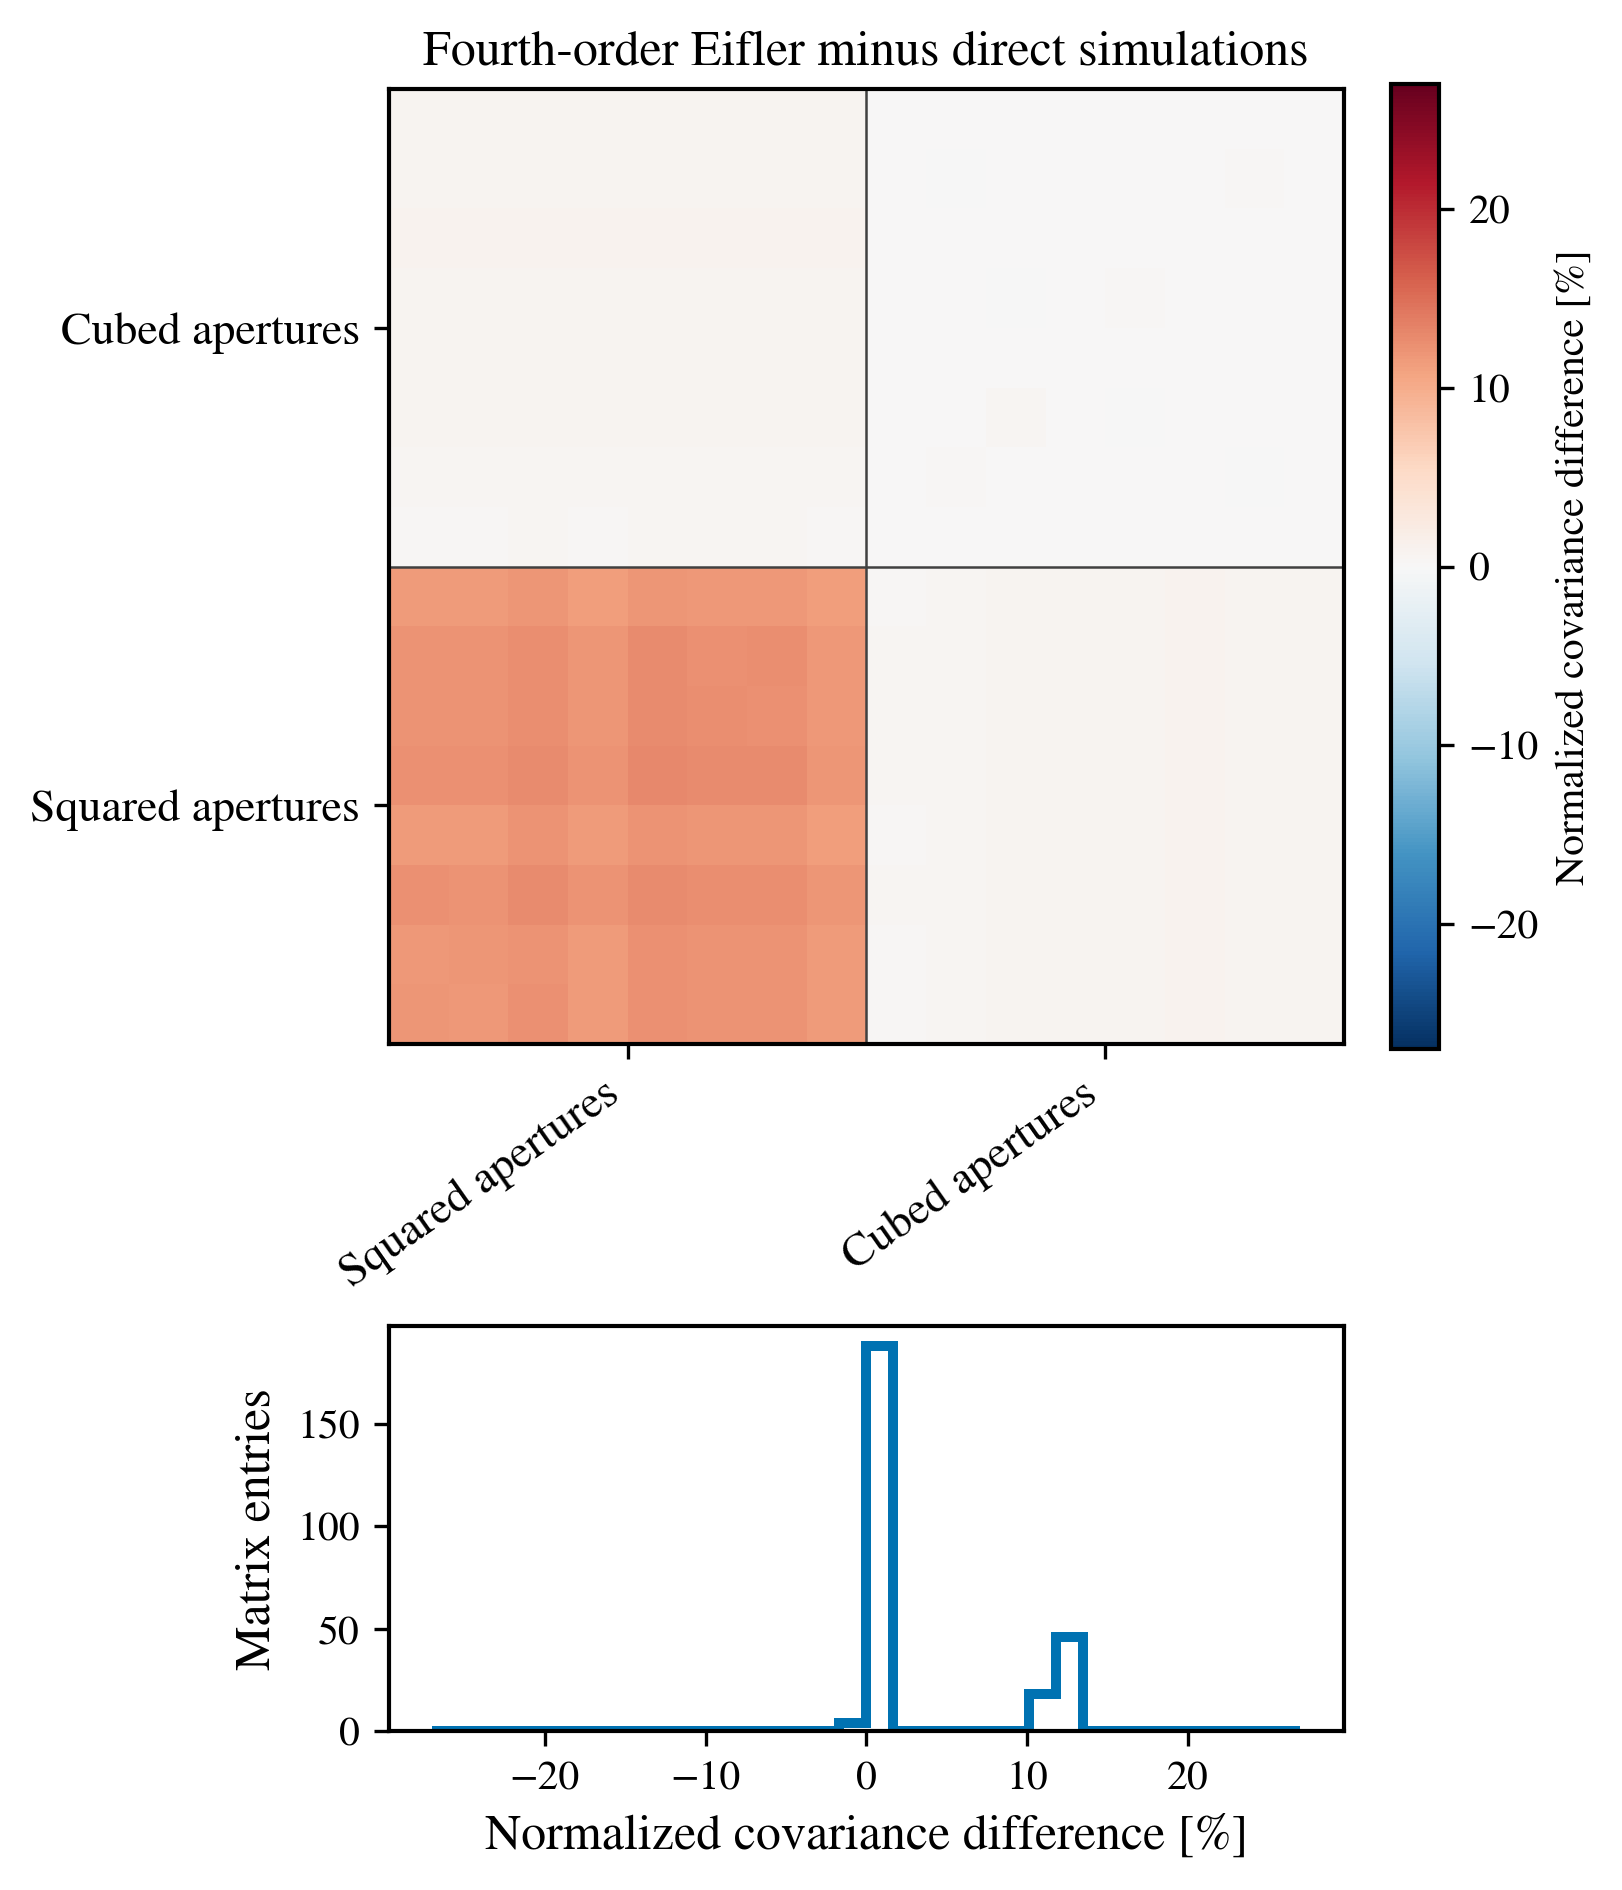 Fourth-order Eifler minus direct simulations
Cubed apertures
Squared apertures
Squared apertures
Cubed apertures
20
10
0
−10
−20
Normalized covariance difference [%]
Matrix entries
150
100
50
0
−20
−10
0
10
20
Normalized covariance difference [%]